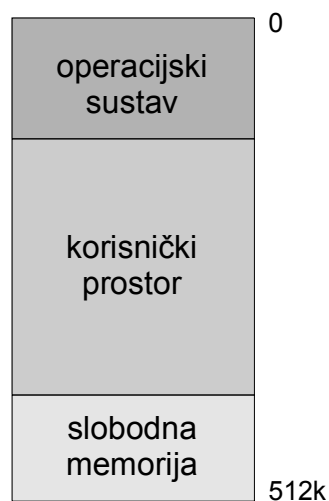 0
operacijski
sustav
korisnički
prostor
slobodna
memorija
512k